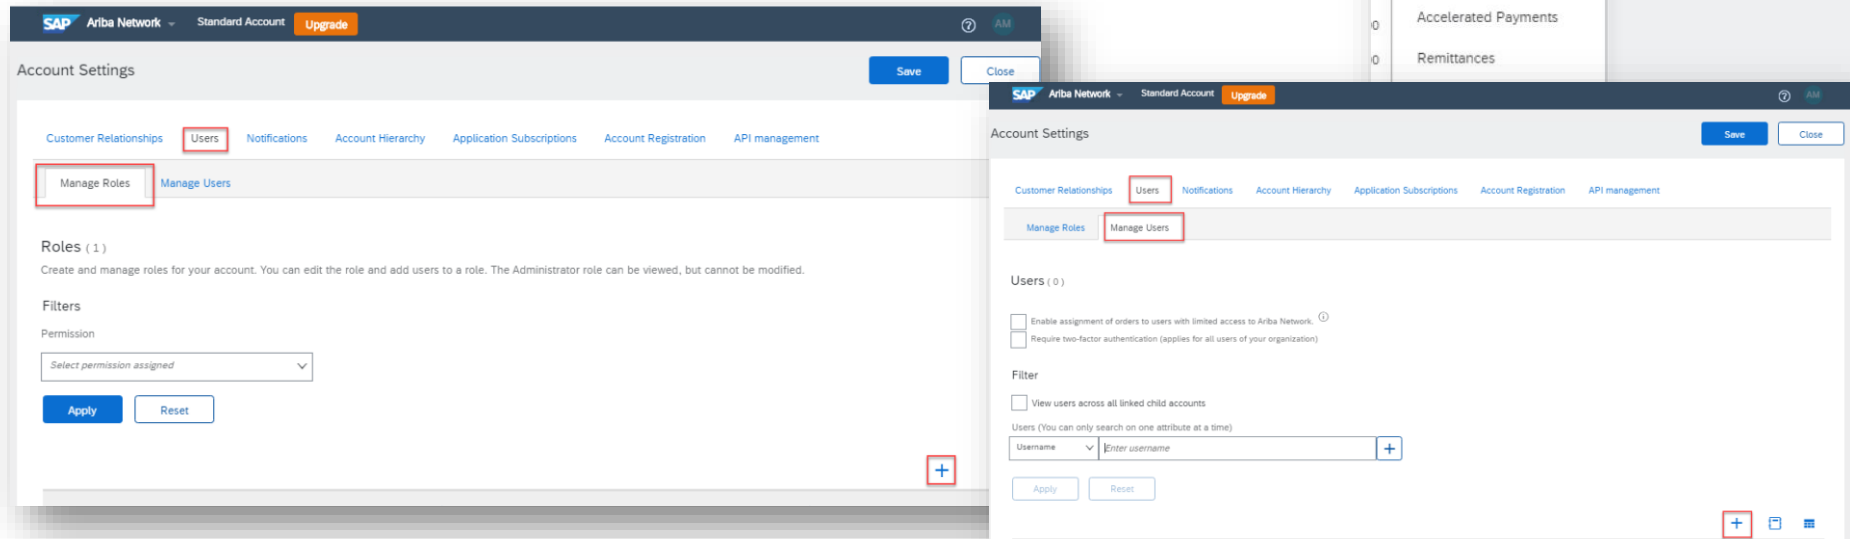 SAP Ariba Network Standard Account Upgrade
? AM
Account Settings
Save Close
Customer Relationships Users Notifications Account Hierarchy Application Subscriptions Account Registration API management
Manage Roles Manage Users
Roles ( 1 )
Create and manage roles for your account. You can edit the role and add users to a role. The Administrator role can be viewed, but cannot be modified.
Filters
Permission
Select permission assigned
Apply Reset
+
00 Accelerated Payments
00 Remittances
SAP Ariba Network Standard Account Upgrade
? AM
Account Settings
Save Close
Customer Relationships Users Notifications Account Hierarchy Application Subscriptions Account Registration API management
Manage Roles Manage Users
Users ( 0 )
Enable assignment of orders to users with limited access to Ariba Network. i
Require two-factor authentication (applies for all users of your organization)
Filter
View users across all linked child accounts
Users (You can only search on one attribute at a time)
Username Enter username +
Apply Reset
+